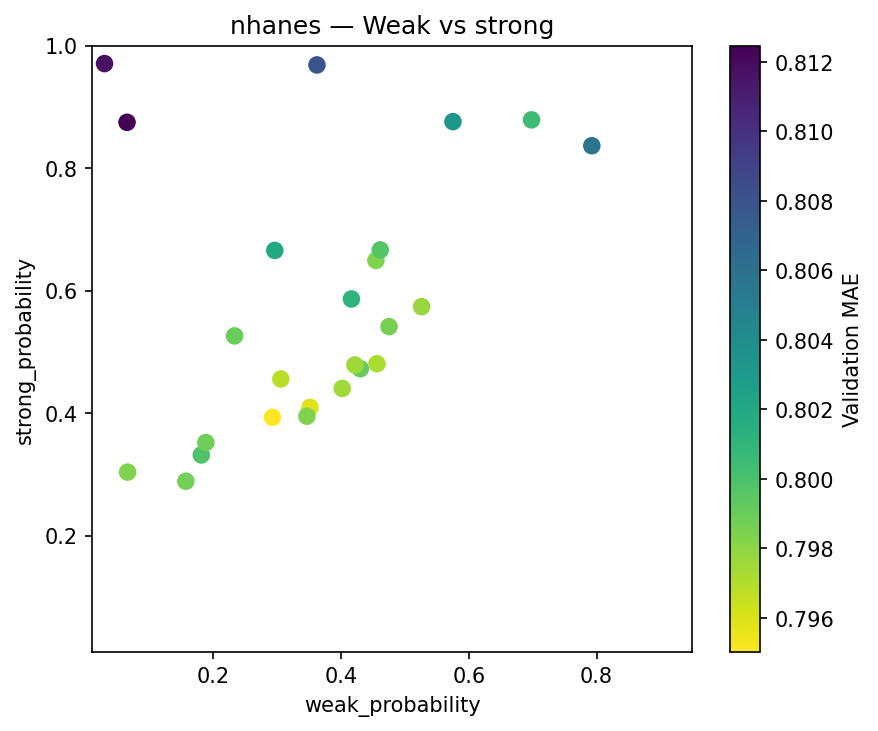 nhanes — Weak vs strong
1.0
0.8
0.6
0.4
0.2
strong_probability
0.2 0.4 0.6 0.8
weak_probability
0.812
0.810
0.808
0.806
0.804
0.802
0.800
0.798
0.796
Validation MAE